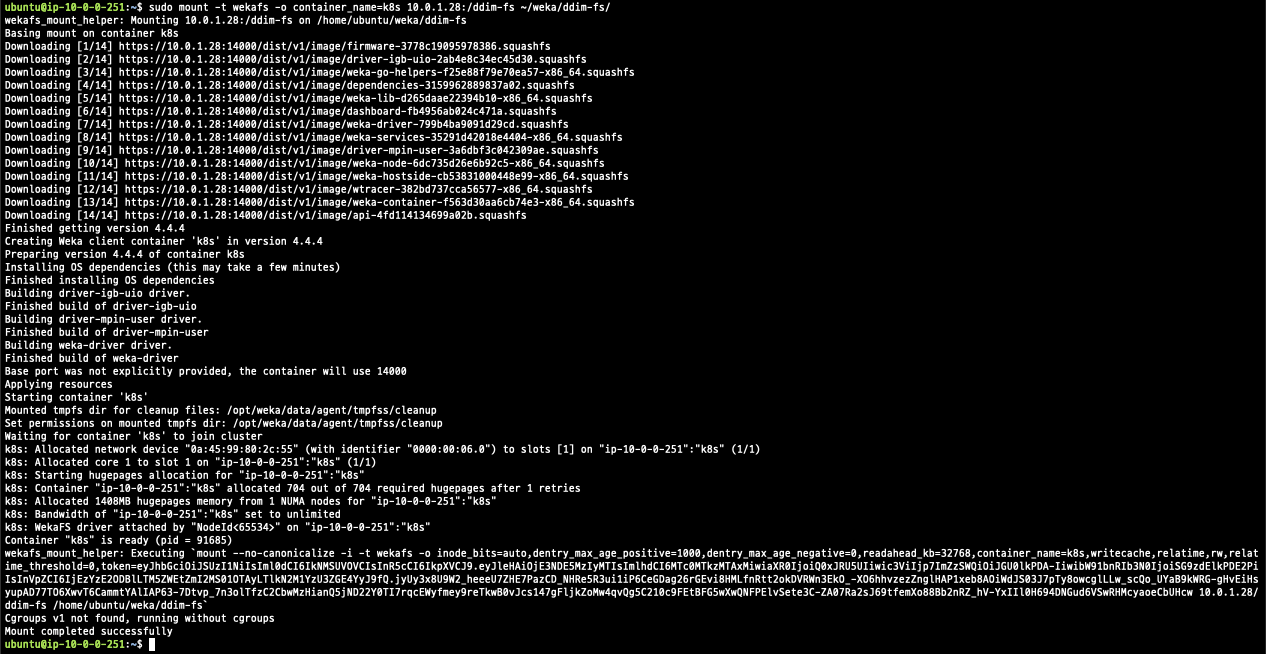 ubuntu@ip-10-0-0-251:~$ sudo mount -t wekafs -o container_name=k8s 10.0.1.28:/ddim-fs ~/weka/ddim-fs/
wekafs_mount_helper: Mounting 10.0.1.28:/ddim-fs on /home/ubuntu/weka/ddim-fs
Basing mount on container k8s
Downloading [1/14] https://10.0.1.28:14000/dist/v1/image/firmware-3778c19095978386.squashfs
Downloading [2/14] https://10.0.1.28:14000/dist/v1/image/driver-igb-uio-2ab4e8c34ec45d30.squashfs
Downloading [3/14] https://10.0.1.28:14000/dist/v1/image/weka-go-helpers-f25e88f79e70ea57-x86_64.squashfs
Downloading [4/14] https://10.0.1.28:14000/dist/v1/image/dependencies-3159962889837a02.squashfs
Downloading [5/14] https://10.0.1.28:14000/dist/v1/image/weka-lib-d265daae22394b10-x86_64.squashfs
Downloading [6/14] https://10.0.1.28:14000/dist/v1/image/dashboard-fb4956ab024c471a.squashfs
Downloading [7/14] https://10.0.1.28:14000/dist/v1/image/weka-driver-799b4ba9091d29cd.squashfs
Downloading [8/14] https://10.0.1.28:14000/dist/v1/image/weka-services-35291d42018e4404-x86_64.squashfs
Downloading [9/14] https://10.0.1.28:14000/dist/v1/image/driver-mpin-user-3a6dbf3c042309ae.squashfs
Downloading [10/14] https://10.0.1.28:14000/dist/v1/image/weka-node-6dc735d26e6b92c5-x86_64.squashfs
Downloading [11/14] https://10.0.1.28:14000/dist/v1/image/weka-hostside-cb53831000448e99-x86_64.squashfs
Downloading [12/14] https://10.0.1.28:14000/dist/v1/image/wtracer-382bd737cca56577-x86_64.squashfs
Downloading [13/14] https://10.0.1.28:14000/dist/v1/image/weka-container-f563d30aa6cb74e3-x86_64.squashfs
Downloading [14/14] https://10.0.1.28:14000/dist/v1/image/api-4fd114134699a02b.squashfs
Finished getting version 4.4.4
Creating Weka client container 'k8s' in version 4.4.4
Preparing version 4.4.4 of container k8s
Installing OS dependencies (this may take a few minutes)
Finished installing OS dependencies
Building driver-igb-uio driver.
Finished build of driver-igb-uio
Building driver-mpin-user driver.
Finished build of driver-mpin-user
Building weka-driver driver.
Finished build of weka-driver
Base port was not explicitly provided, the container will use 14000
Applying resources
Starting container 'k8s'
Mounted tmpfs dir for cleanup files: /opt/weka/data/agent/tmpfss/cleanup
Set permissions on mounted tmpfs dir: /opt/weka/data/agent/tmpfss/cleanup
Waiting for container 'k8s' to join cluster
k8s: Allocated network device "0a:45:99:80:2c:55" (with identifier "0000:00:06.0") to slots [1] on "ip-10-0-0-251":"k8s" (1/1)
k8s: Allocated core 1 to slot 1 on "ip-10-0-0-251":"k8s" (1/1)
k8s: Starting hugepages allocation for "ip-10-0-0-251":"k8s"
k8s: Container "ip-10-0-0-251":"k8s" allocated 704 out of 704 required hugepages after 1 retries
k8s: Allocated 1408MB hugepages memory from 1 NUMA nodes for "ip-10-0-0-251":"k8s"
k8s: Bandwidth of "ip-10-0-0-251":"k8s" set to unlimited
k8s: WekaFS driver attached by "NodeId<65534>" on "ip-10-0-0-251":"k8s"
Container "k8s" is ready (pid = 91685)
wekafs_mount_helper: Executing `mount --no-canonicalize -i -t wekafs -o inode_bits=auto,dentry_max_age_positive=1000,dentry_max_age_negative=0,readahead_kb=32768,container_name=k8s,writecache,relatime,rw,relat
ime_threshold=0,
10.0.1.28/
ddim-fs /home/ubuntu/weka/ddim-fs`
Cgroups v1 not found, running without cgroups
Mount completed successfully
ubuntu@ip-10-0-0-251:~$